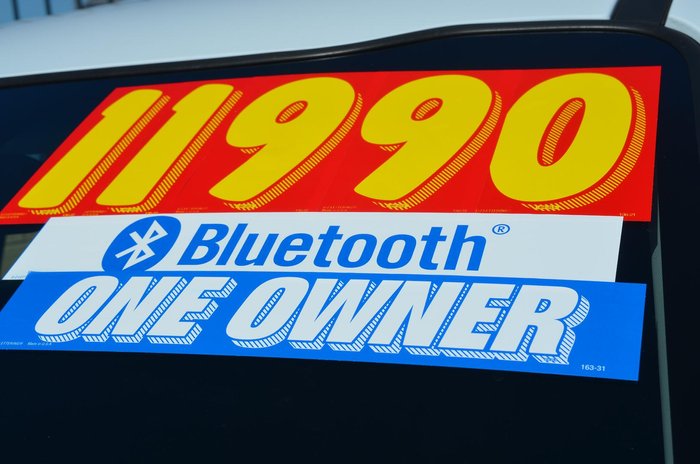 11990
Bluetooth®
ONE OWNER
163-31